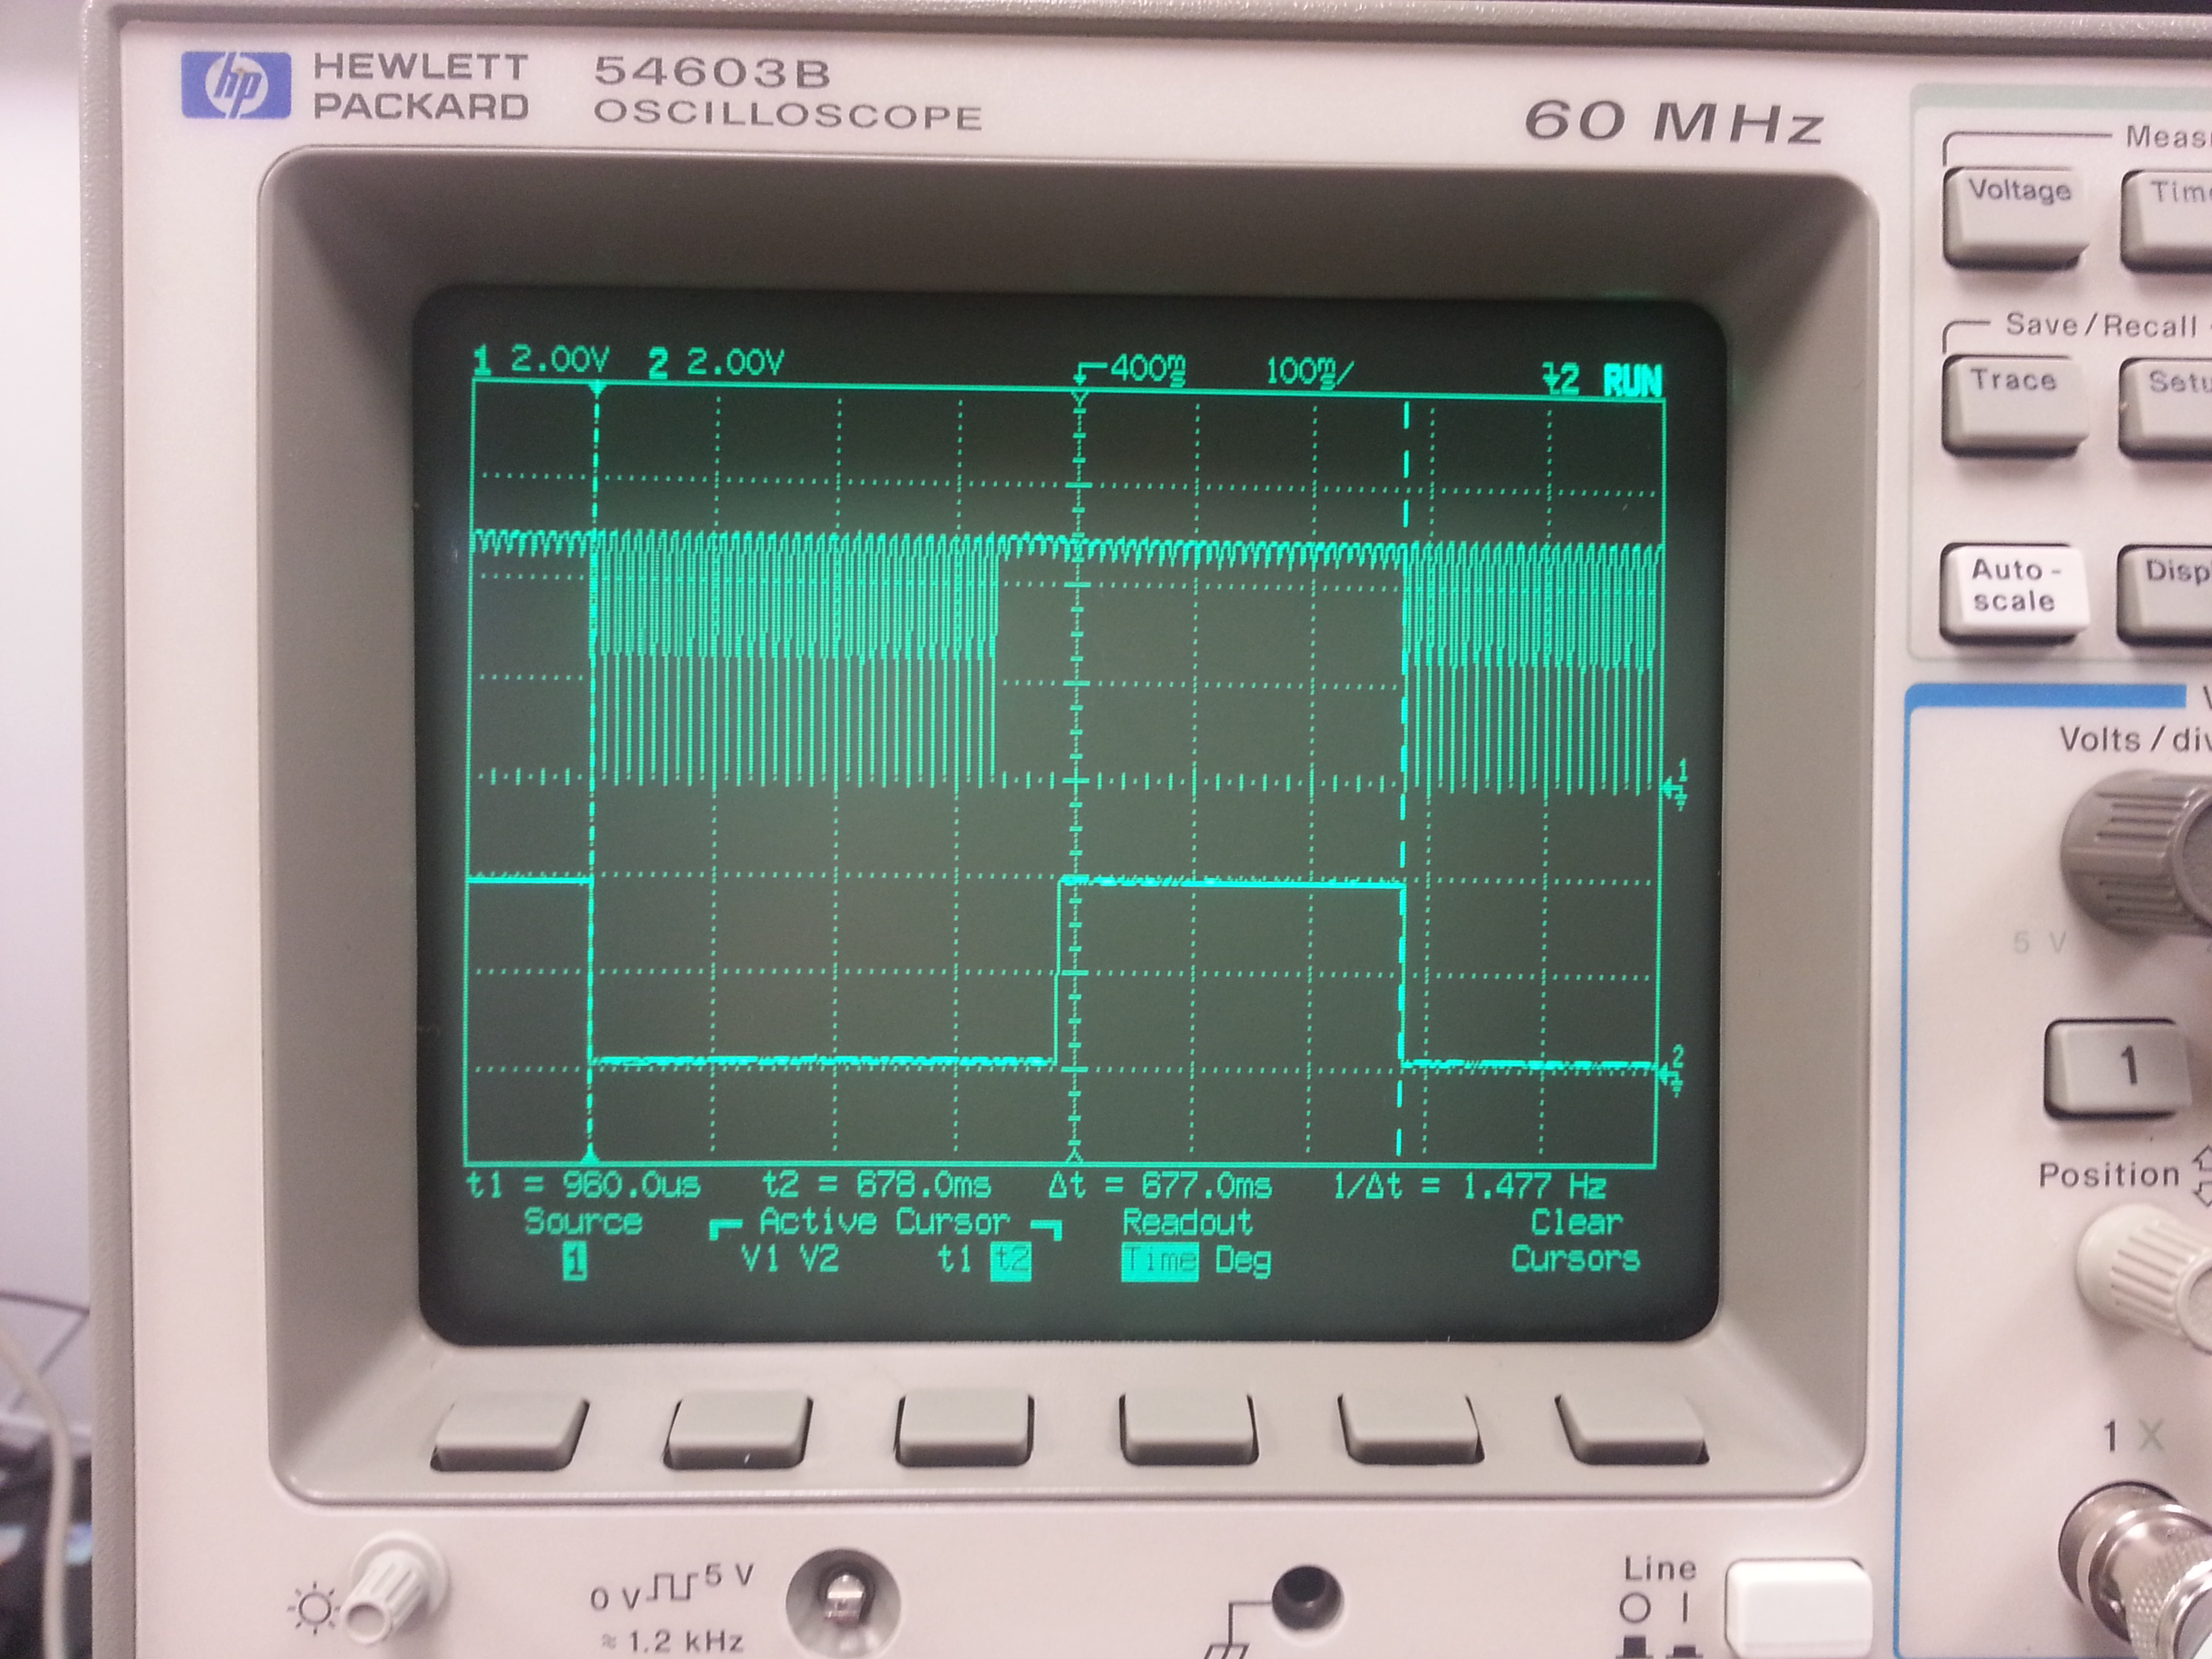 hp HEWLETT PACKARD
54603B
OSCILLOSCOPE
60 MHz
1 2.00V 2 2.00V 400ms 100ms/ 2 RUN
1
2
t1 = 960.0us t2 = 678.0ms Δt = 677.0ms 1/Δt = 1.477 Hz
Source Active Cursor Readout Clear
1 V1 V2 t1 t2 Time Deg Cursors
0 V 5 V
≈ 1.2 kHz
Line
Voltage
Save/Recall
Trace
Auto-
scale
Volts/div
5 V
1
Position
1 X